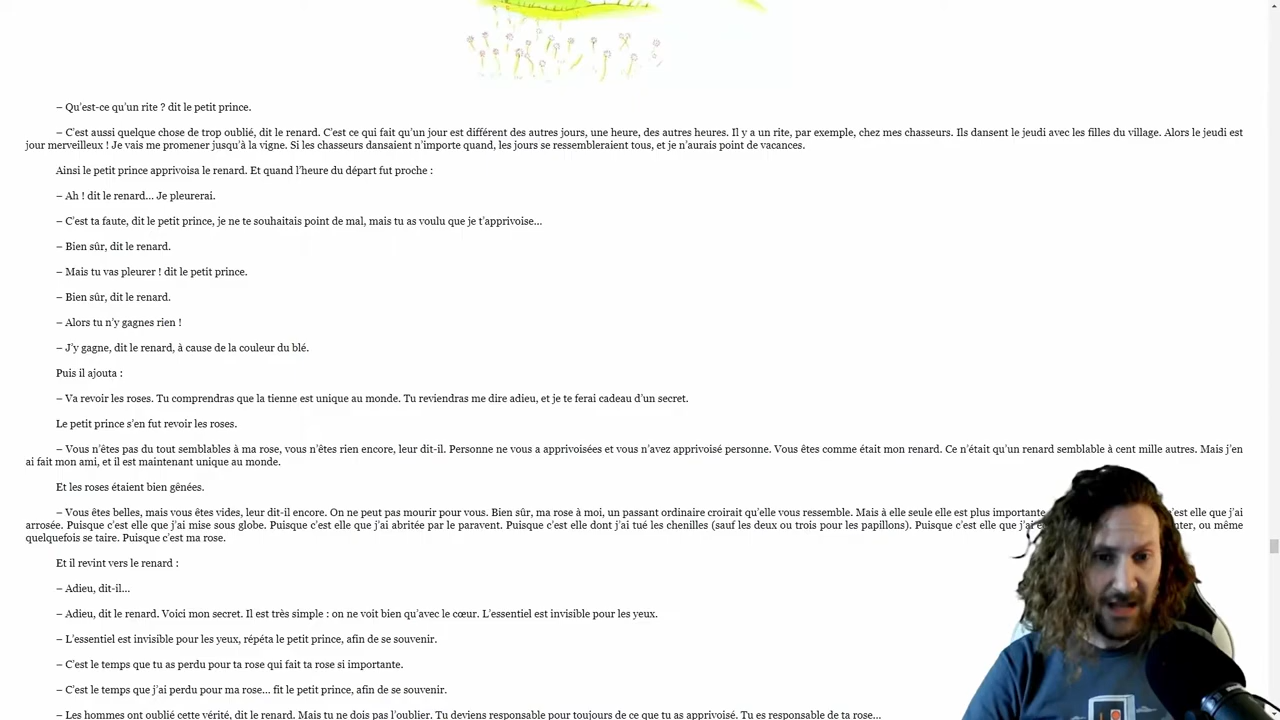 – Qu’est-ce qu’un rite ? dit le petit prince.
– C’est aussi quelque chose de trop oublié, dit le renard. C’est ce qui fait qu’un jour est différent des autres jours, une heure, des autres heures. Il y a un rite, par exemple, chez mes chasseurs. Ils dansent le jeudi avec les filles du village. Alors le jeudi est
jour merveilleux ! Je vais me promener jusqu’à la vigne. Si les chasseurs dansaient n’importe quand, les jours se ressembleraient tous, et je n’aurais point de vacances.
Ainsi le petit prince apprivoisa le renard. Et quand l’heure du départ fut proche :
– Ah ! dit le renard... Je pleurerai.
– C’est ta faute, dit le petit prince, je ne te souhaitais point de mal, mais tu as voulu que je t’apprivoise...
– Bien sûr, dit le renard.
– Mais tu vas pleurer ! dit le petit prince.
– Bien sûr, dit le renard.
– Alors tu n’y gagnes rien !
– J’y gagne, dit le renard, à cause de la couleur du blé.
Puis il ajouta :
– Va revoir les roses. Tu comprendras que la tienne est unique au monde. Tu reviendras me dire adieu, et je te ferai cadeau d’un secret.
Le petit prince s’en fut revoir les roses.
– Vous n’êtes pas du tout semblables à ma rose, vous n’êtes rien encore, leur dit-il. Personne ne vous a apprivoisées et vous n’avez apprivoisé personne. Vous êtes comme était mon renard. Ce n’était qu’un renard semblable à cent mille autres. Mais j’en
ai fait mon ami, et il est maintenant unique au monde.
Et les roses étaient bien gênées.
– Vous êtes belles, mais vous êtes vides, leur dit-il encore. On ne peut pas mourir pour vous. Bien sûr, ma rose à moi, un passant ordinaire croirait qu’elle vous ressemble. Mais à elle seule elle est plus importante c’est elle que j’ai
arrosée. Puisque c’est elle que j’ai mise sous globe. Puisque c’est elle que j’ai abritée par le paravent. Puisque c’est elle dont j’ai tué les chenilles (sauf les deux ou trois pour les papillons). Puisque c’est elle que j’ai ou même
quelquefois se taire. Puisque c’est ma rose.
Et il revint vers le renard :
– Adieu, dit-il...
– Adieu, dit le renard. Voici mon secret. Il est très simple : on ne voit bien qu’avec le cœur. L’essentiel est invisible pour les yeux.
– L’essentiel est invisible pour les yeux, répéta le petit prince, afin de se souvenir.
– C’est le temps que tu as perdu pour ta rose qui fait ta rose si importante.
– C’est le temps que j’ai perdu pour ma rose... fit le petit prince, afin de se souvenir.
– Les hommes ont oublié cette vérité, dit le renard. Mais tu ne dois pas l’oublier. Tu deviens responsable pour toujours de ce que tu as apprivoisé. Tu es responsable de ta rose...